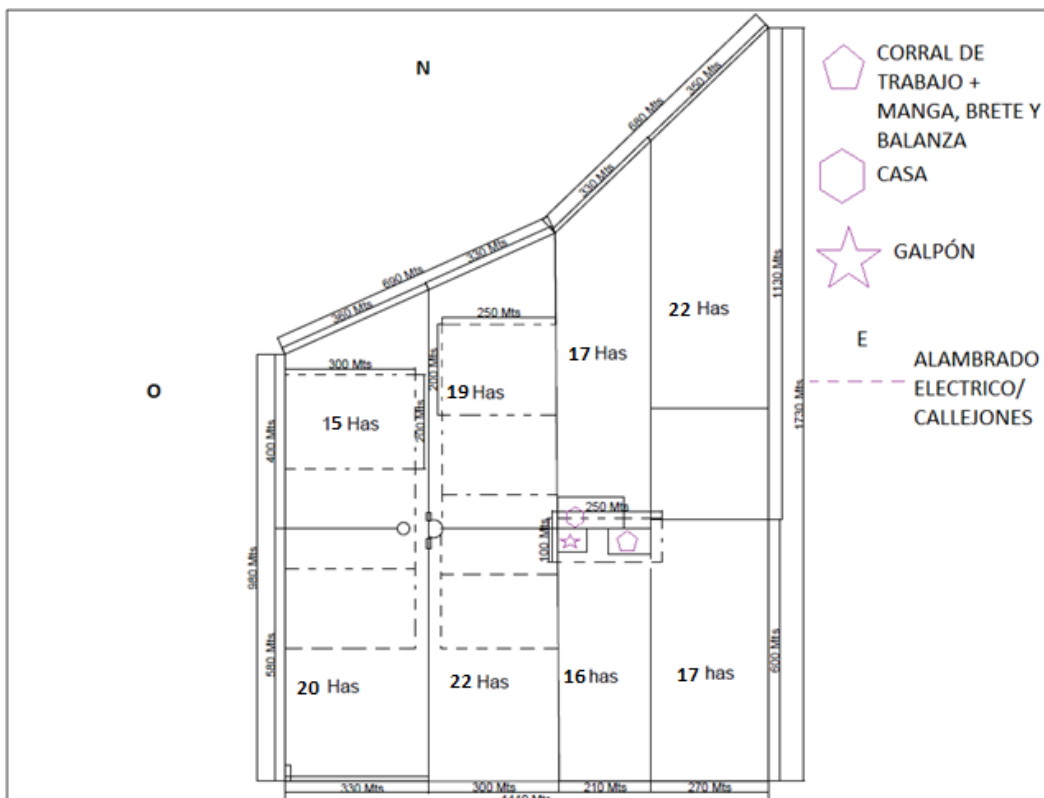 N
CORRAL DE
TRABAJO +
MANGA, BRETE Y
BALANZA
CASA
GALPÓN
E
ALAMBRADO
ELECTRICO/
CALLEJONES
O
680 Mts
350 Mts
330 Mts
690 Mts
330 Mts
360 Mts
1130 Mts
1730 Mts
22 Has
250 Mts
17 Has
300 Mts
200 Mts
19 Has
15 Has
200 Mts
400 Mts
250 Mts
100 Mts
980 Mts
580 Mts
600 Mts
20 Has
22 Has
16 has
17 has
330 Mts
300 Mts
210 Mts
270 Mts